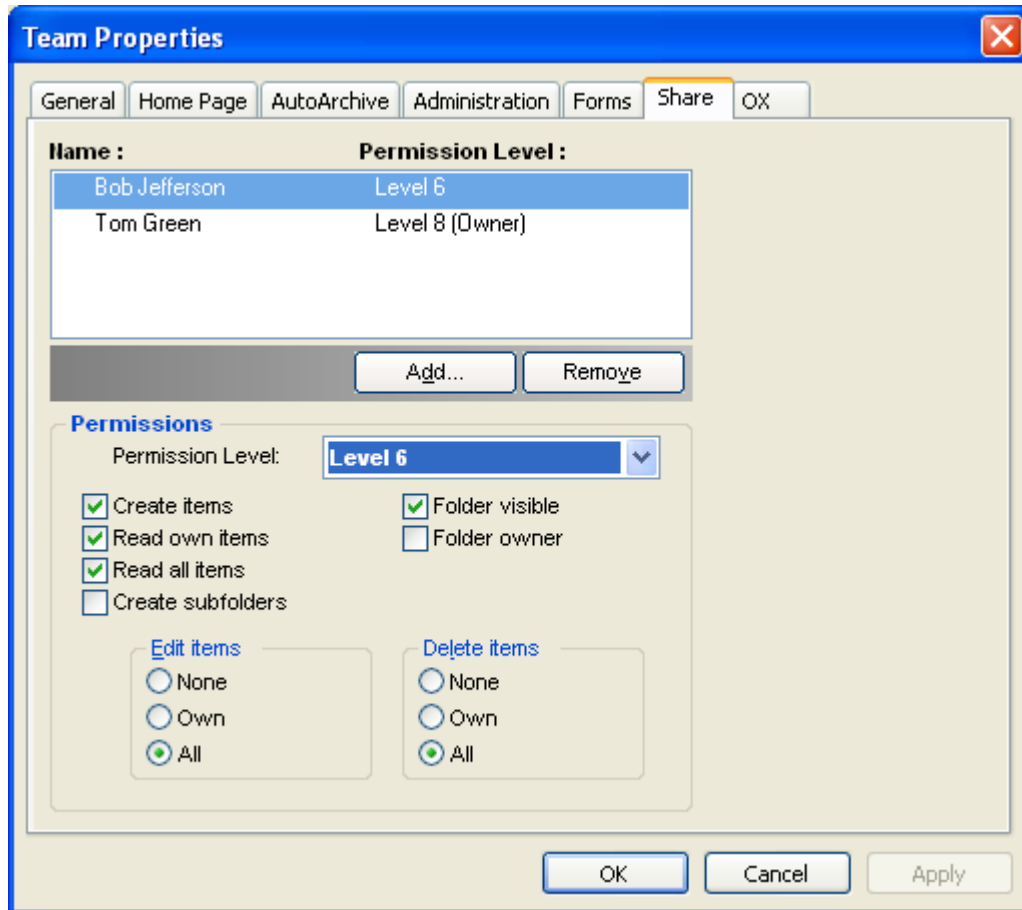 Team Properties
General Home Page AutoArchive Administration Forms Share OX
Name : Permission Level :
Bob Jefferson Level 6
Tom Green Level 8 (Owner)
Add... Remove
Permissions
Permission Level: Level 6
Create items Folder visible
Read own items Folder owner
Read all items
Create subfolders
Edit items Delete items
None None
Own Own
All All
OK Cancel Apply